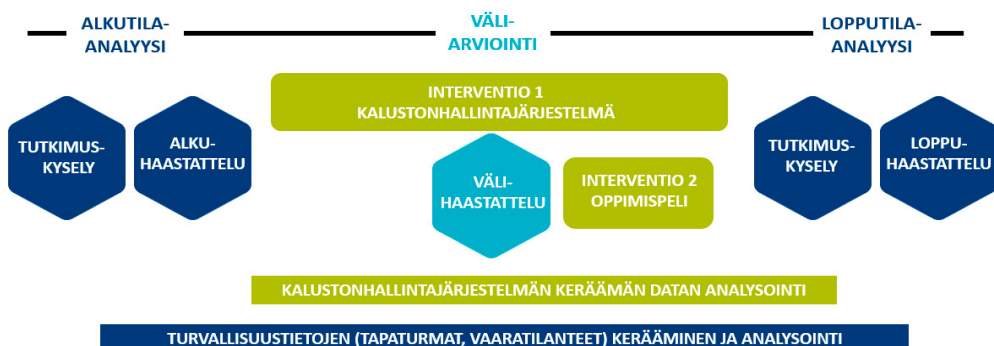 ALKUTILA-
ANALYYSI
VÄLI-
ARVIOINTI
LOPPUTILA-
ANALYYSI
INTERVENTIO 1
KALUSTONHALLINTAJÄRJESTELMÄ
TUTKIMUS-
KYSELY
ALKU-
HAASTATTELU
VÄLI-
HAASTATTELU
INTERVENTIO 2
OPPIMISPELI
TUTKIMUS-
KYSELY
LOPPU-
HAASTATTELU
KALUSTONHALLINTAJÄRJESTELMÄN KERÄÄMÄN DATAN ANALYSOINTI
TURVALLISUUSTIETOJEN (TAPATURMAT, VAARATILANTEET) KERÄÄMINEN JA ANALYSOINTI